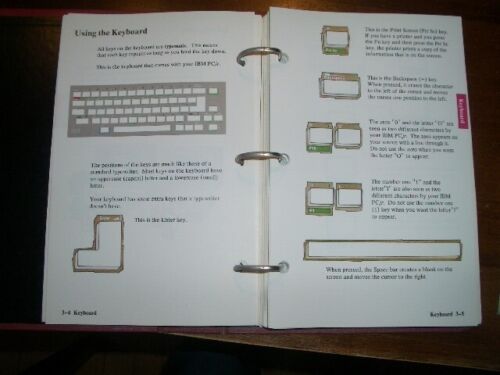 Using the Keyboard
All keys on the keyboard are typematic. This means
that each key repeats as long as you hold the key down.
This is the keyboard that comes with your IBM PCjr.
The positions of the keys are much like those of a
standard typewriter. Most keys on the keyboard have
an uppercase (capital) letter and a lowercase (small)
letter.
Your keyboard has some extra keys that a typewriter
doesn't have.
This is the Enter key.
3-4 Keyboard
This is the Print Screen (Prt Sc) key.
If you have a printer and you press
the Fn key and then press the Prt Sc
key, the printer prints a copy of the
information that is on the screen.
This is the Backspace (←) key.
When pressed, it erases the character
to the left of the cursor and moves
the cursor one position to the left.
Keyboard
The zero "0" and the letter "O" are
seen as two different characters by
your IBM PCjr. The zero appears on
your screen with a line through it.
Do not use the zero when you want
the letter "O" to appear.
The number one "1" and the
letter "l" are also seen as two
different characters by your IBM
PCjr. Do not use the number one
(1) key when you want the letter "l"
to appear.
When pressed, the Space bar creates a blank on the
screen and moves the cursor to the right.
Keyboard 3-5